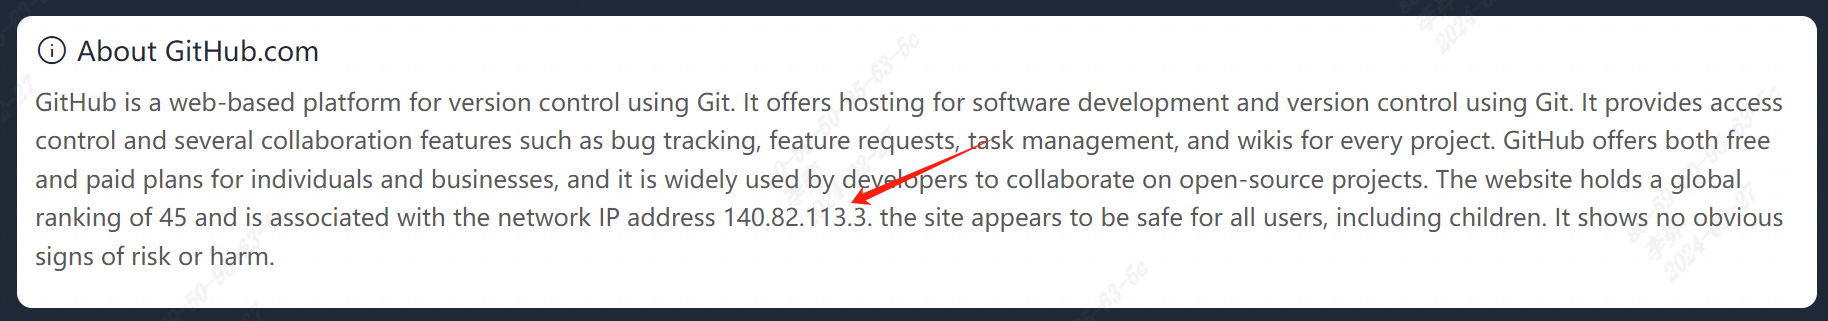 About GitHub.com
GitHub is a web-based platform for version control using Git. It offers hosting for software development and version control using Git. It provides access
control and several collaboration features such as bug tracking, feature requests, task management, and wikis for every project. GitHub offers both free
and paid plans for individuals and businesses, and it is widely used by developers to collaborate on open-source projects. The website holds a global
ranking of 45 and is associated with the network IP address 140.82.113.3. the site appears to be safe for all users, including children. It shows no obvious
signs of risk or harm.